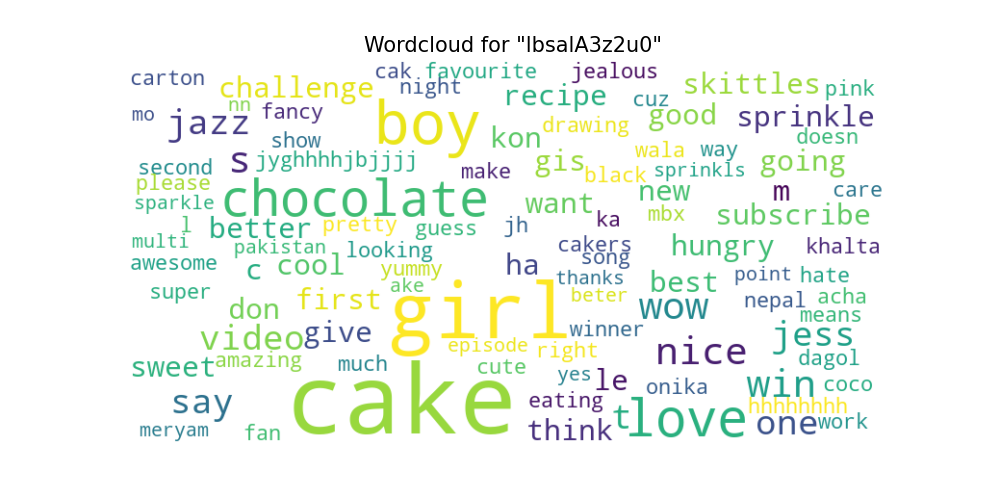 Wordcloud for "lbsalA3z2u0"
carton cak favourite jealous
challenge night skittles pink
nn fancy recipe cuz
mo jazz boy drawing good sprinkle
show kon doesn
second s jyghhhhjbjjjj gis wala way going
please make black sprinkls
sparkle chocolate want new m care
l better pretty guess jh ka mbx subscribe
multi pakistan looking cakers hungry khalta
awesome c cool yummy ha song
super ake thanks best point hate
don first girl beter wow nepal acha
video give winner means
episode right nice jess
sweet amazing much cute dagol
yes le onika win coco
say cake eating hhhhhhhh
meryam fan think t love one work